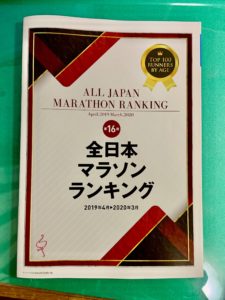 TOP 100
RUNNERS
BY AGE
ALL JAPAN
MARATHON RANKING
April.2019-March.2020
第16回
全日本
マラソン
ランキング
2019年4月▶2020年3月